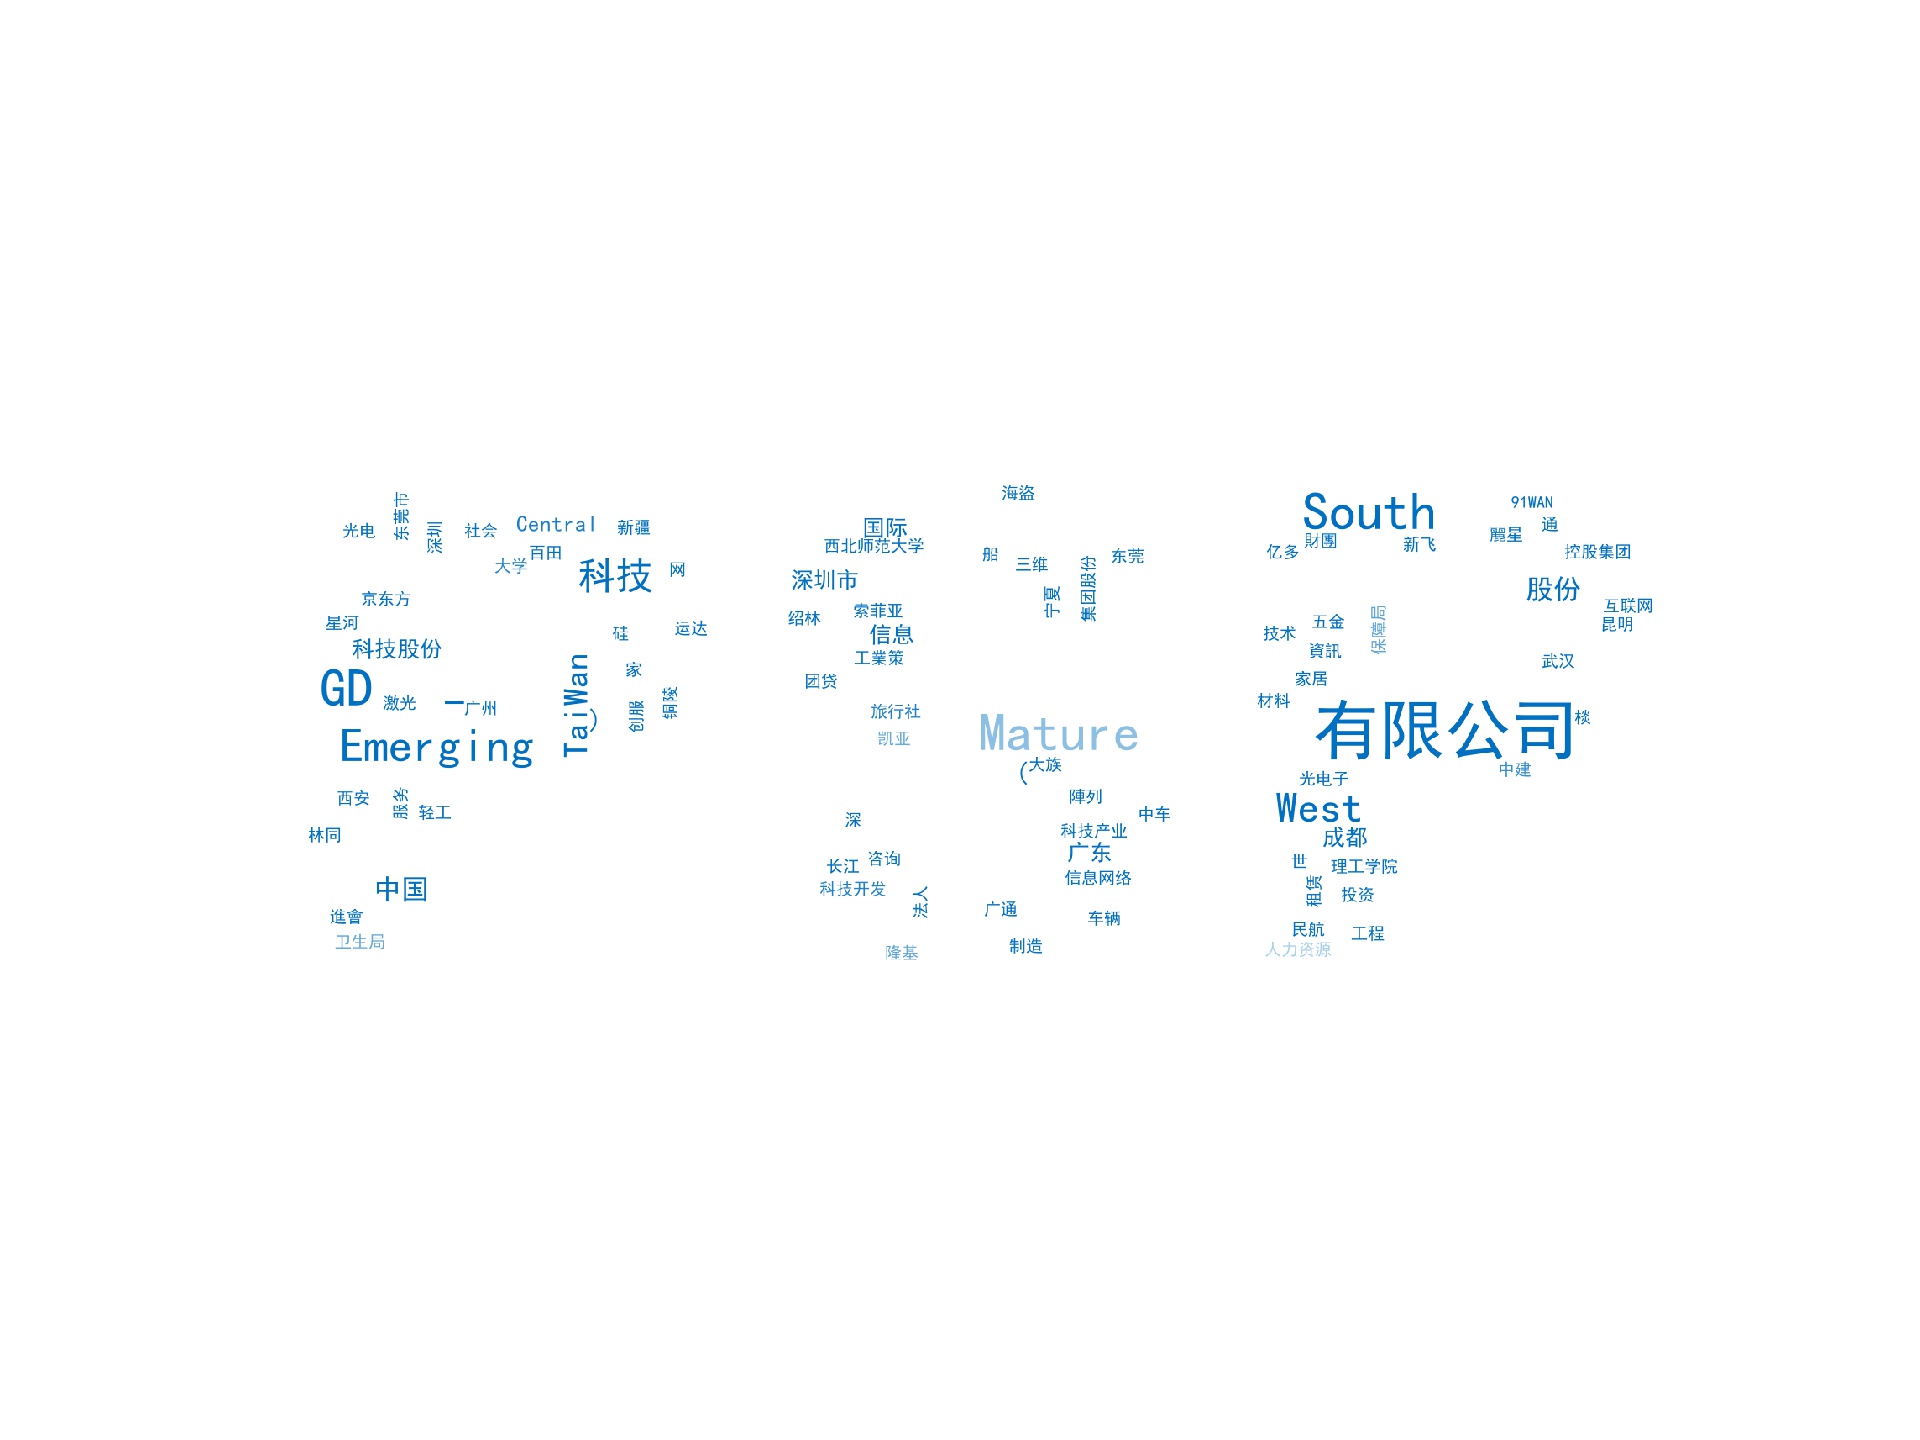 东莞市
光电
深圳
社会
Central
新疆
大学
百田
科技
网
京东方
星河
科技股份
硅
运达
家
GD
激光
一
广州
TaiWan
)
创服
铜陵
Emerging
西安
服务
轻工
林同
中国
進會
卫生局
海盗
国际
西北师范大学
深圳市
船
三维
东莞
宁夏
集团股份
绍林
索菲亚
信息
工業策
团贷
旅行社
凯亚
Mature
(
大族
陣列
中车
深
科技产业
广东
长江
咨询
科技开发
信息网络
法人
广通
车辆
隆基
制造
South
91WAN
亿多
財團
新飞
麗星
通
控股集团
股份
互联网
昆明
技术
五金
保障局
資訊
武汉
家居
材料
有限公司
中建
光电子
West
成都
世
理工学院
租赁
投资
民航
工程
人力资源